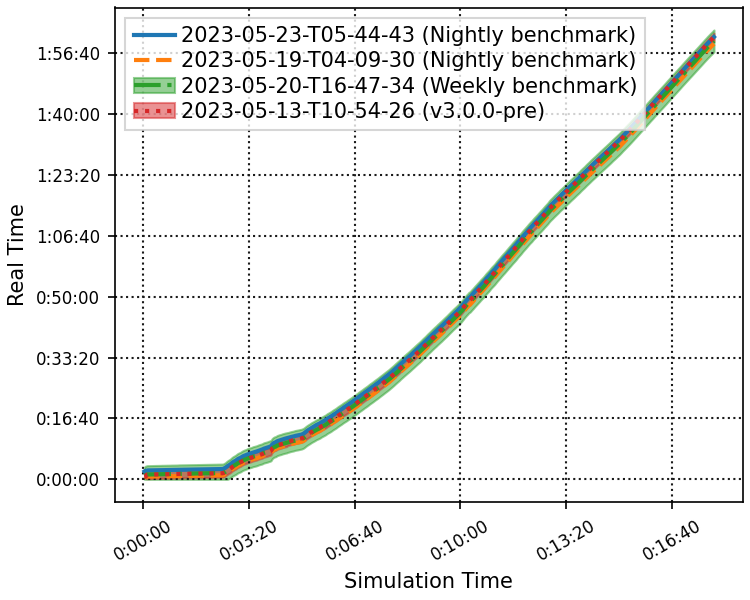 2023-05-23-T05-44-43 (Nightly benchmark)
2023-05-19-T04-09-30 (Nightly benchmark)
2023-05-20-T16-47-34 (Weekly benchmark)
2023-05-13-T10-54-26 (v3.0.0-pre)
1:56:40
1:40:00
1:23:20
1:06:40
0:50:00
0:33:20
0:16:40
0:00:00
Real Time
0:00:00
0:03:20
0:06:40
0:10:00
0:13:20
0:16:40
Simulation Time